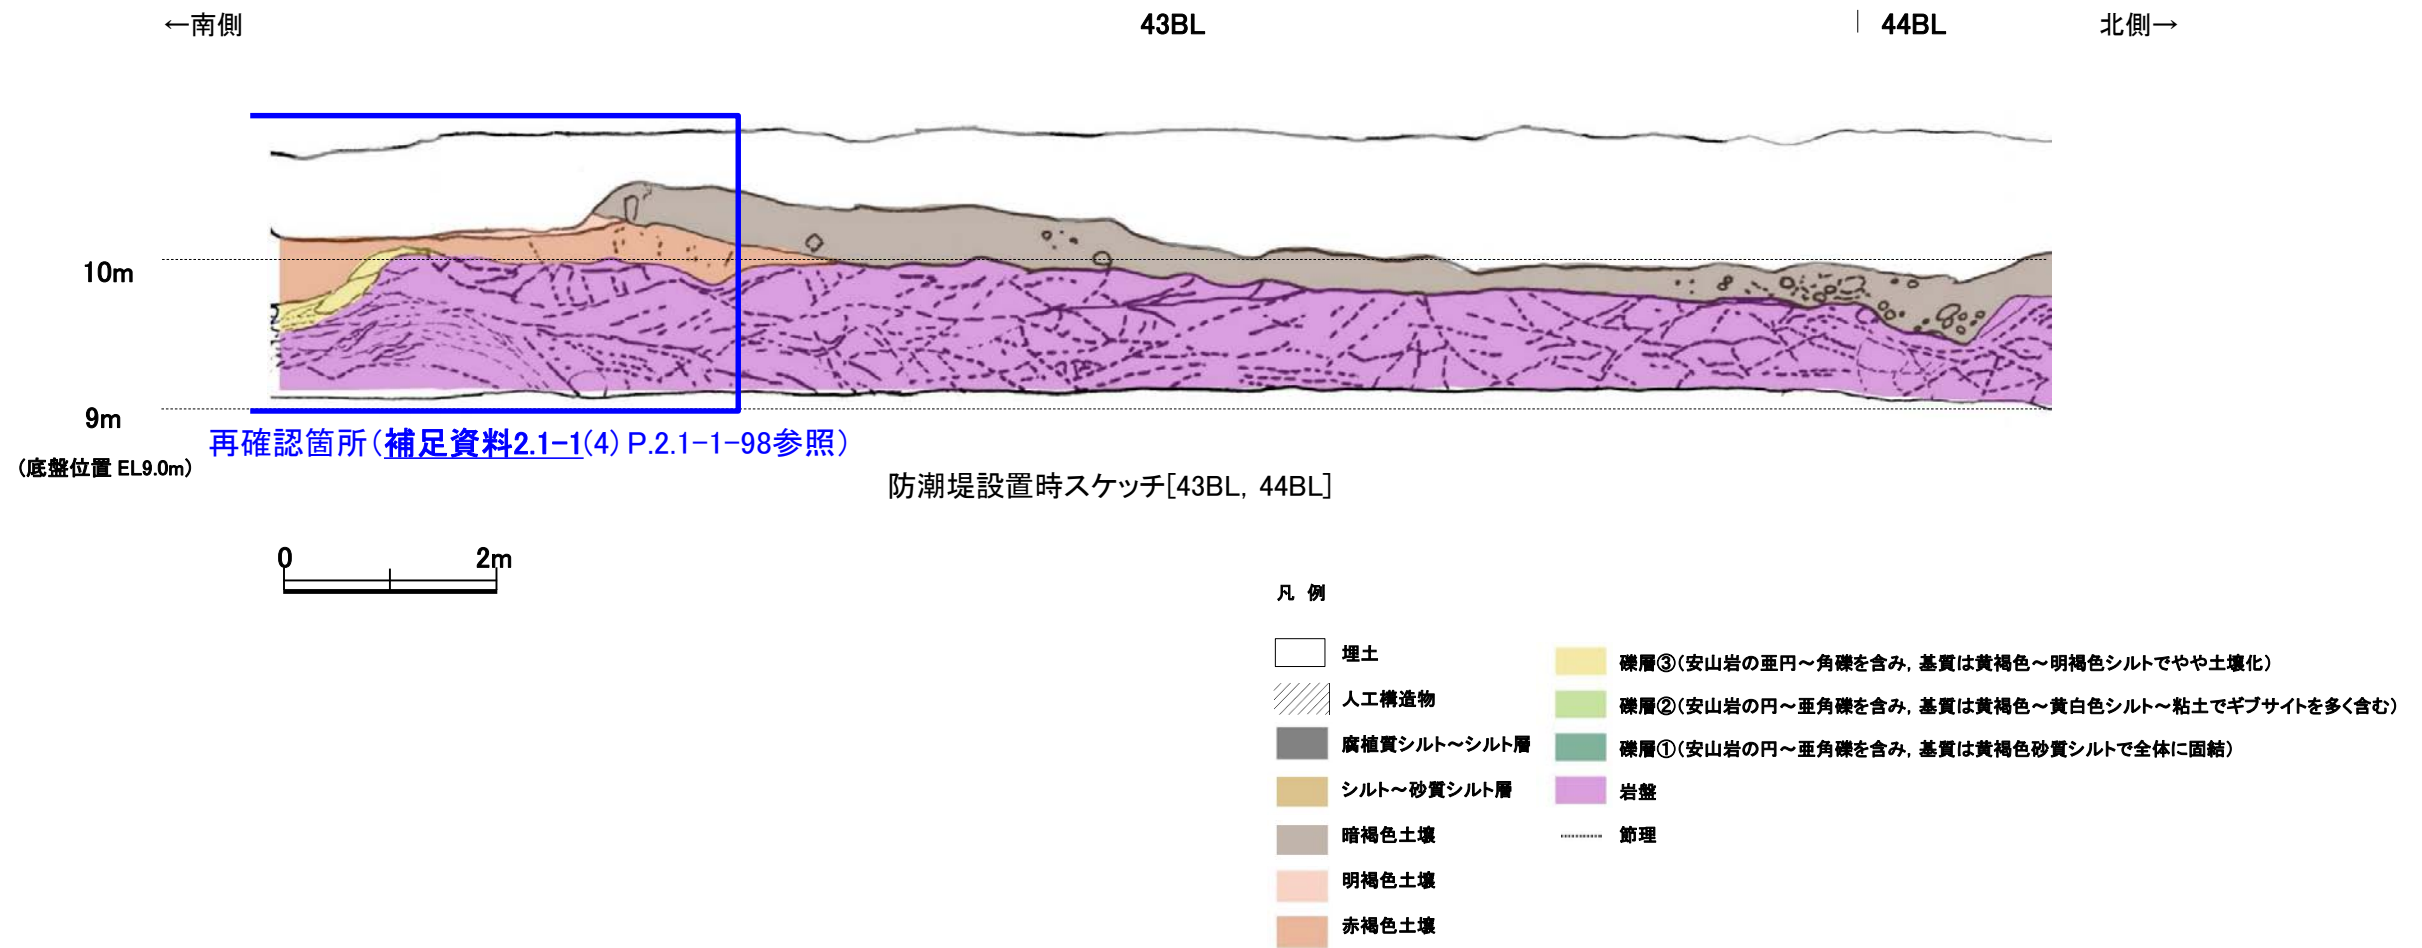 ←南側 43BL 44BL 北側→
10m
9m
(底盤位置 EL9.0m)
再確認箇所(補足資料2.1-1(4) P.2.1-1-98参照)
防潮堤設置時スケッチ[43BL, 44BL]
0 2m
凡 例
埋土
人工構造物
腐植質シルト~シルト層
シルト~砂質シルト層
暗褐色土壌
明褐色土壌
赤褐色土壌
礫層③(安山岩の亜円~角礫を含み, 基質は黄褐色~明褐色シルトでやや土壌化)
礫層②(安山岩の円~亜角礫を含み, 基質は黄褐色~黄白色シルト~粘土でギブサイトを多く含む)
礫層①(安山岩の円~亜角礫を含み, 基質は黄褐色砂質シルトで全体に固結)
岩盤
節理